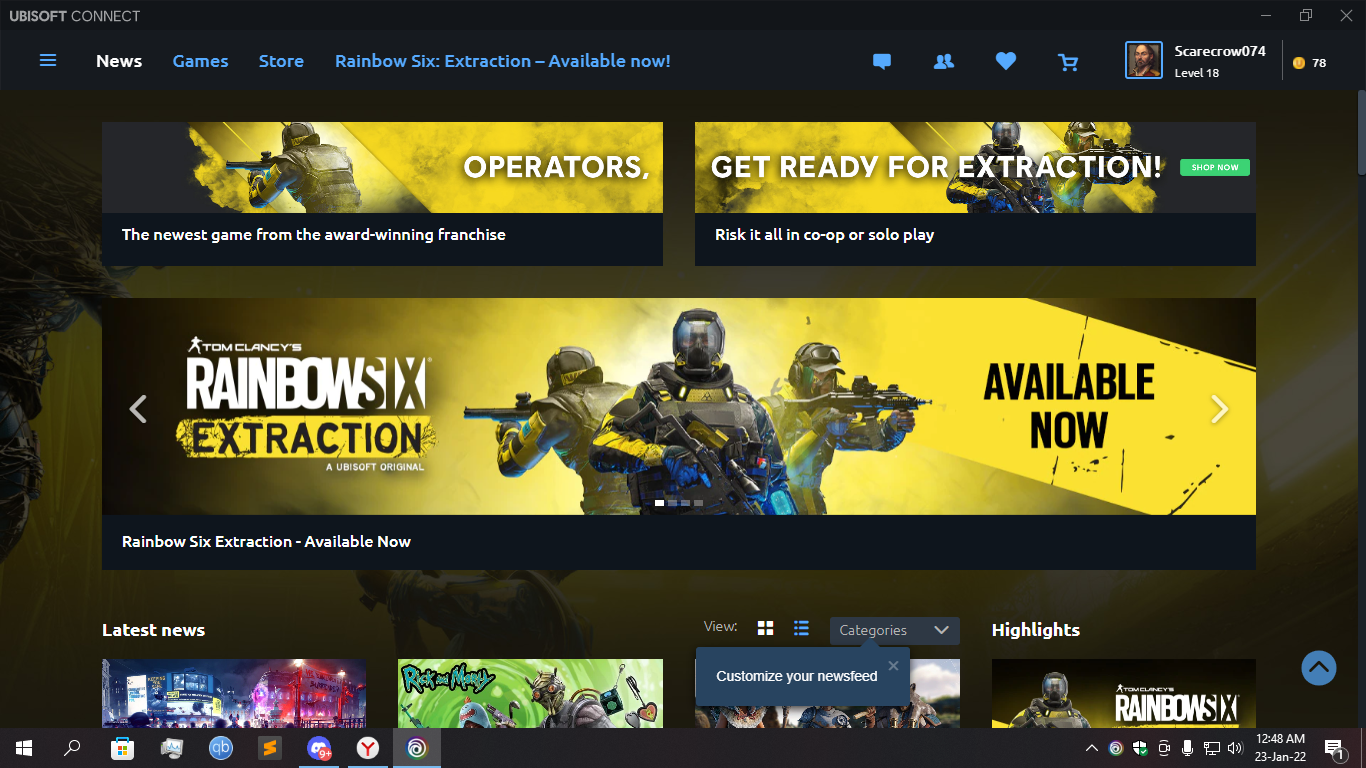 UBISOFT CONNECT
News Games Store Rainbow Six: Extraction – Available now!
Scarecrow074
Level 18
78
OPERATORS,
The newest game from the award-winning franchise
GET READY FOR EXTRACTION!
SHOP NOW
Risk it all in co-op or solo play
TOM CLANCY'S
RAINBOW SIX
EXTRACTION
A UBISOFT ORIGINAL
AVAILABLE
NOW
Rainbow Six Extraction - Available Now
Latest news
View:
Categories
Highlights
Customize your newsfeed
Rick and Morty
TOM CLANCY'S
RAINBOW SIX
qb
9+
12:48 AM
23-Jan-22
1